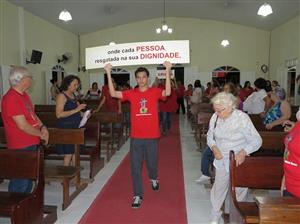 onde cada PESSOA
resgatada na sua DIGNIDADE,